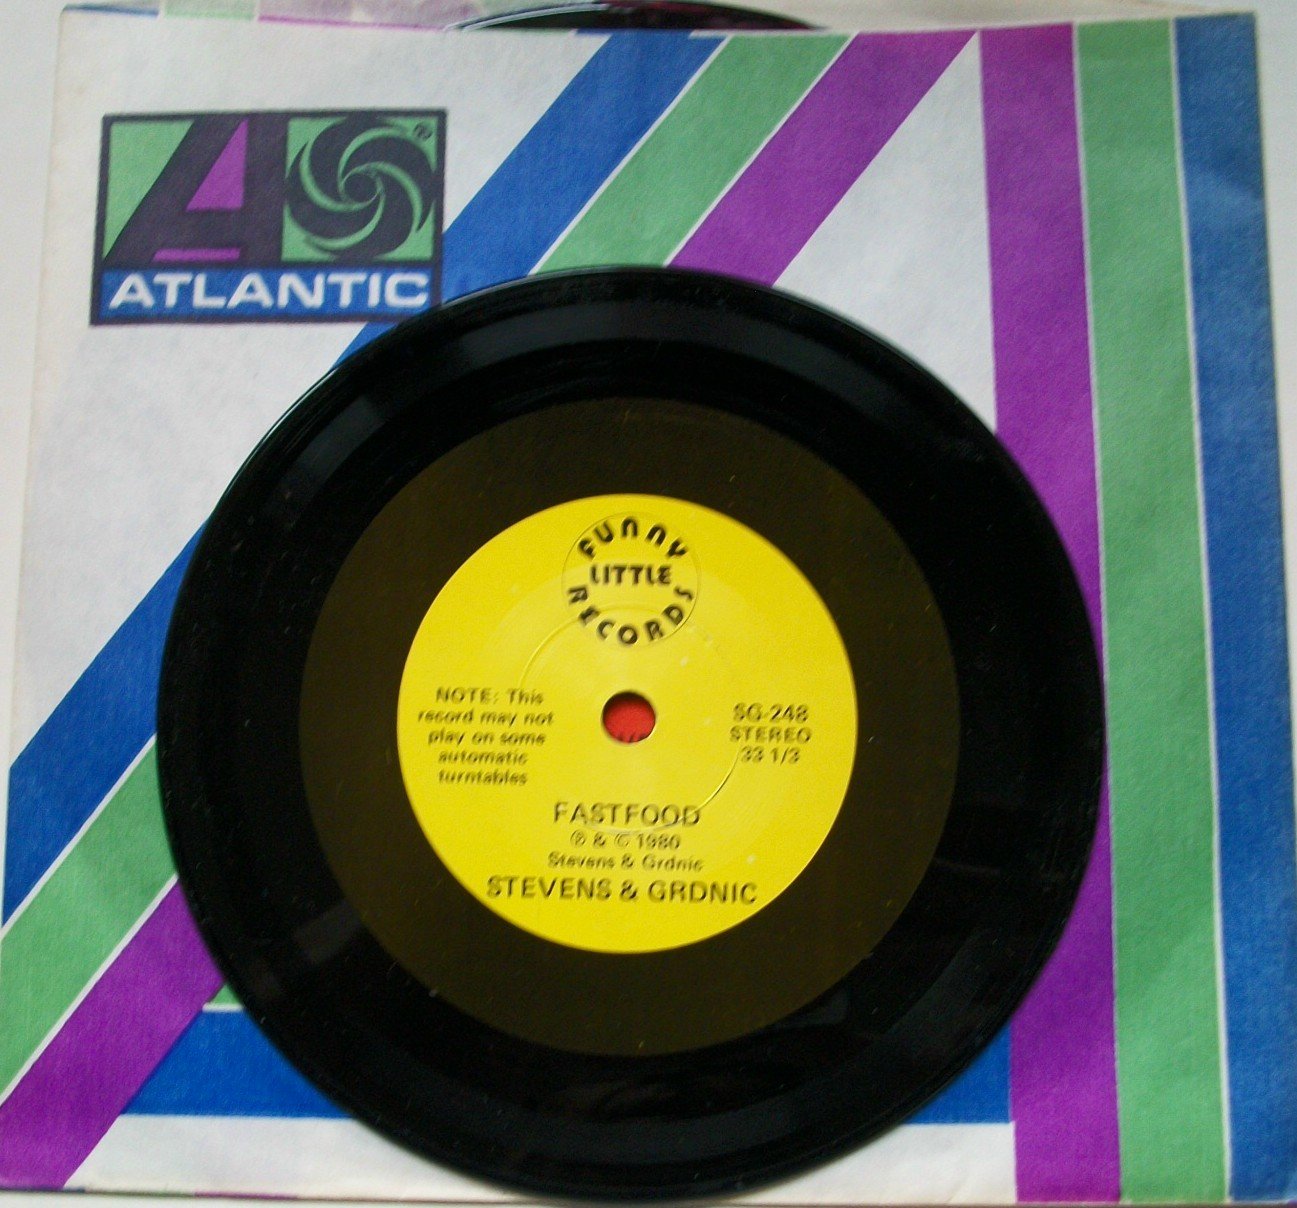 ATLANTIC
®
FUNNY
LITTLE
RECORDS
NOTE: This
record may not
play on some
automatic
turntables
SG-248
STEREO
33 1/3
FASTFOOD
℗ & © 1980
Stevens & Grdnic
STEVENS & GRDNIC